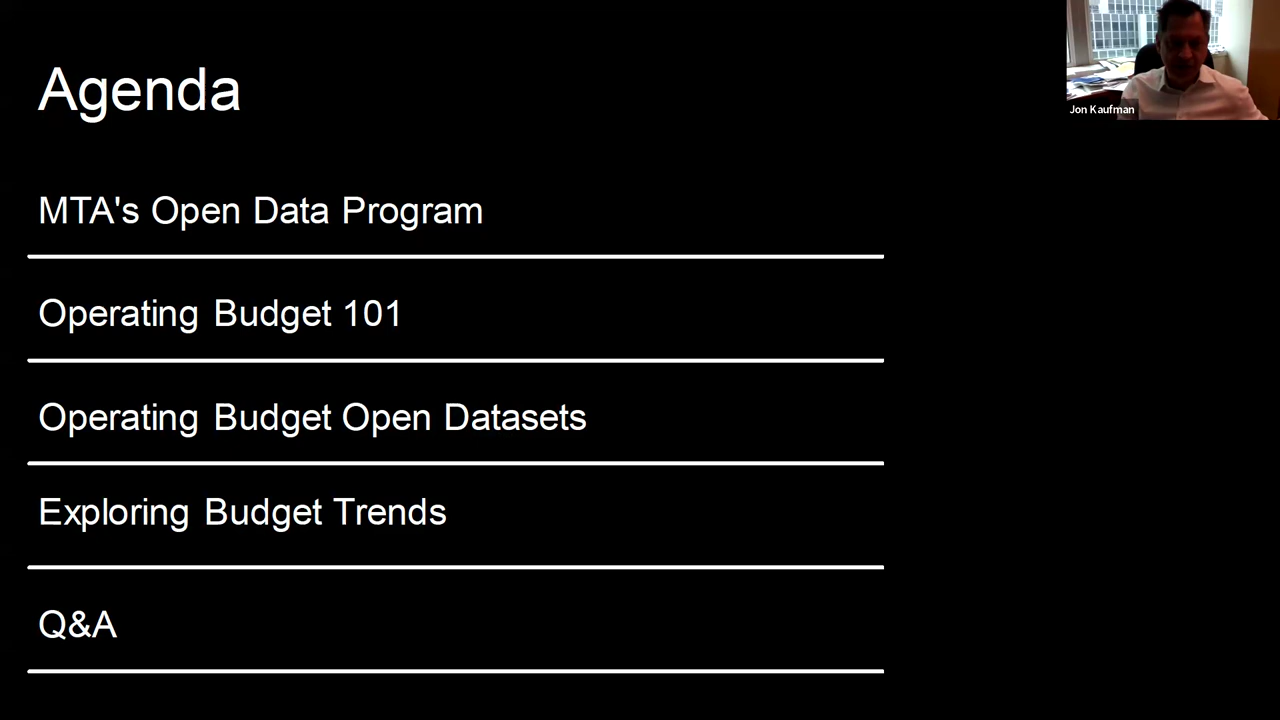 Agenda
Jon Kaufman
MTA's Open Data Program
Operating Budget 101
Operating Budget Open Datasets
Exploring Budget Trends
Q&A